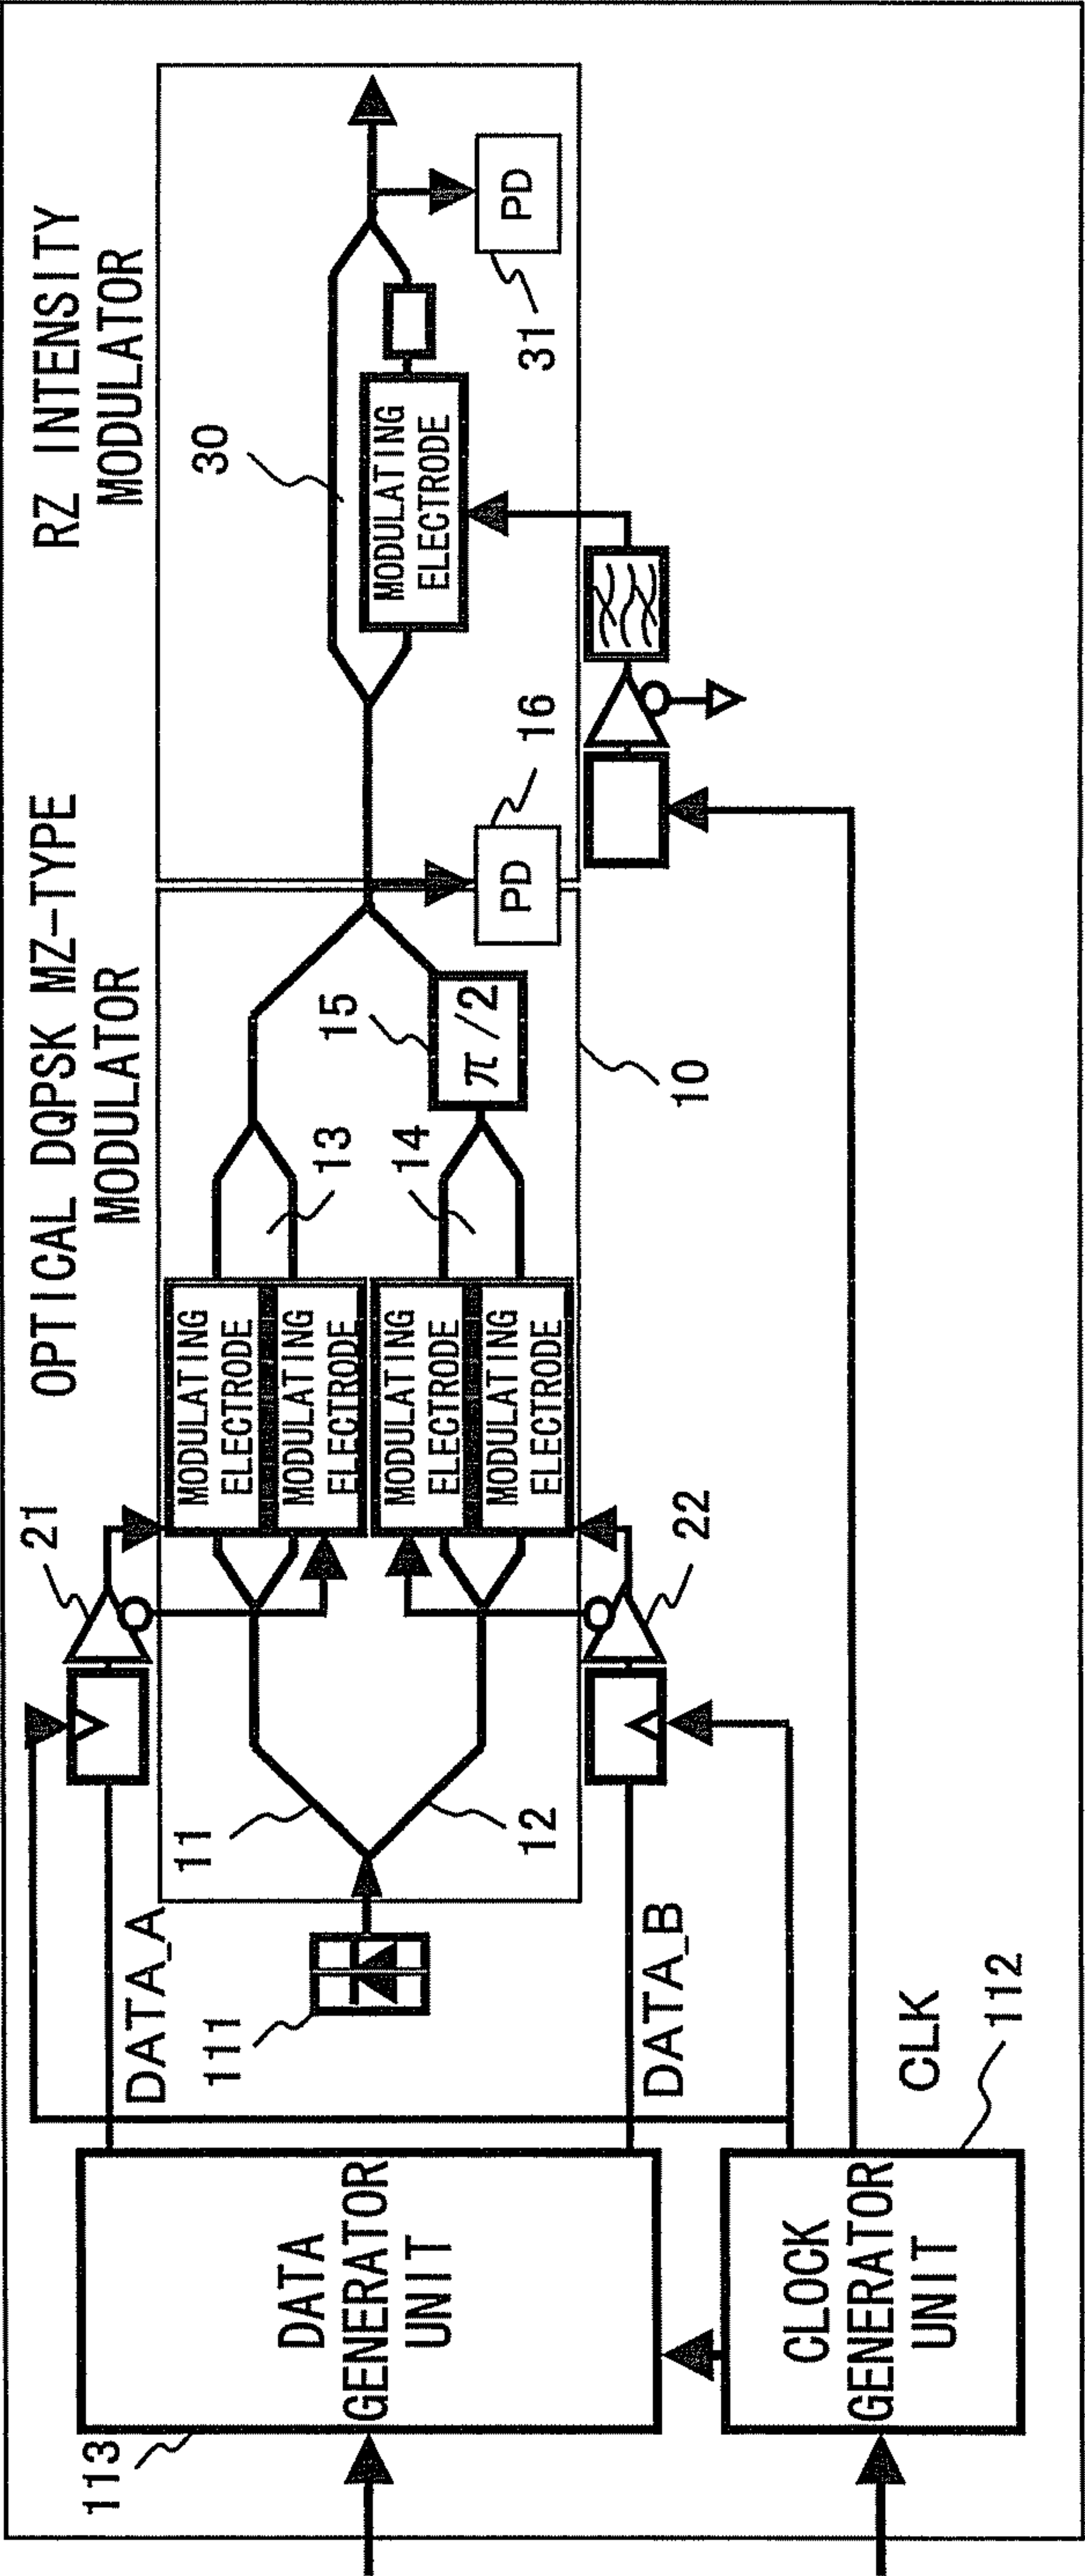 OPTICAL DQPSK MZ-TYPE
MODULATOR
RZ INTENSITY
MODULATOR
113
DATA
GENERATOR
UNIT
CLOCK
GENERATOR
UNIT
112
CLK
DATA_A
DATA_B
111
11
12
21
22
MODULATING
ELECTRODE
MODULATING
ELECTRODE
MODULATING
ELECTRODE
MODULATING
ELECTRODE
13
14
15
π/2
10
PD
16
30
MODULATING
ELECTRODE
PD
31